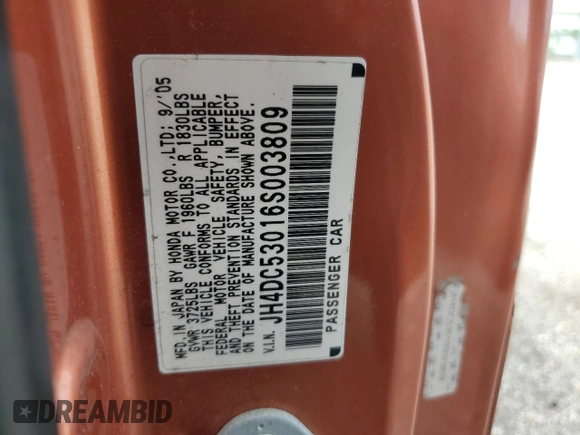 MFD. IN JAPAN BY HONDA MOTOR CO.,LTD; 9/'05
GVWR 3725LBS GAWR F 1960LBS R 1830LBS
THIS VEHICLE CONFORMS TO ALL APPLICABLE
FEDERAL MOTOR VEHICLE SAFETY, BUMPER,
AND THEFT PREVENTION STANDARDS IN EFFECT
ON THE DATE OF MANUFACTURE SHOWN ABOVE.
V.I.N. JH4DC53016S003809
PASSENGER CAR
DREAMBID